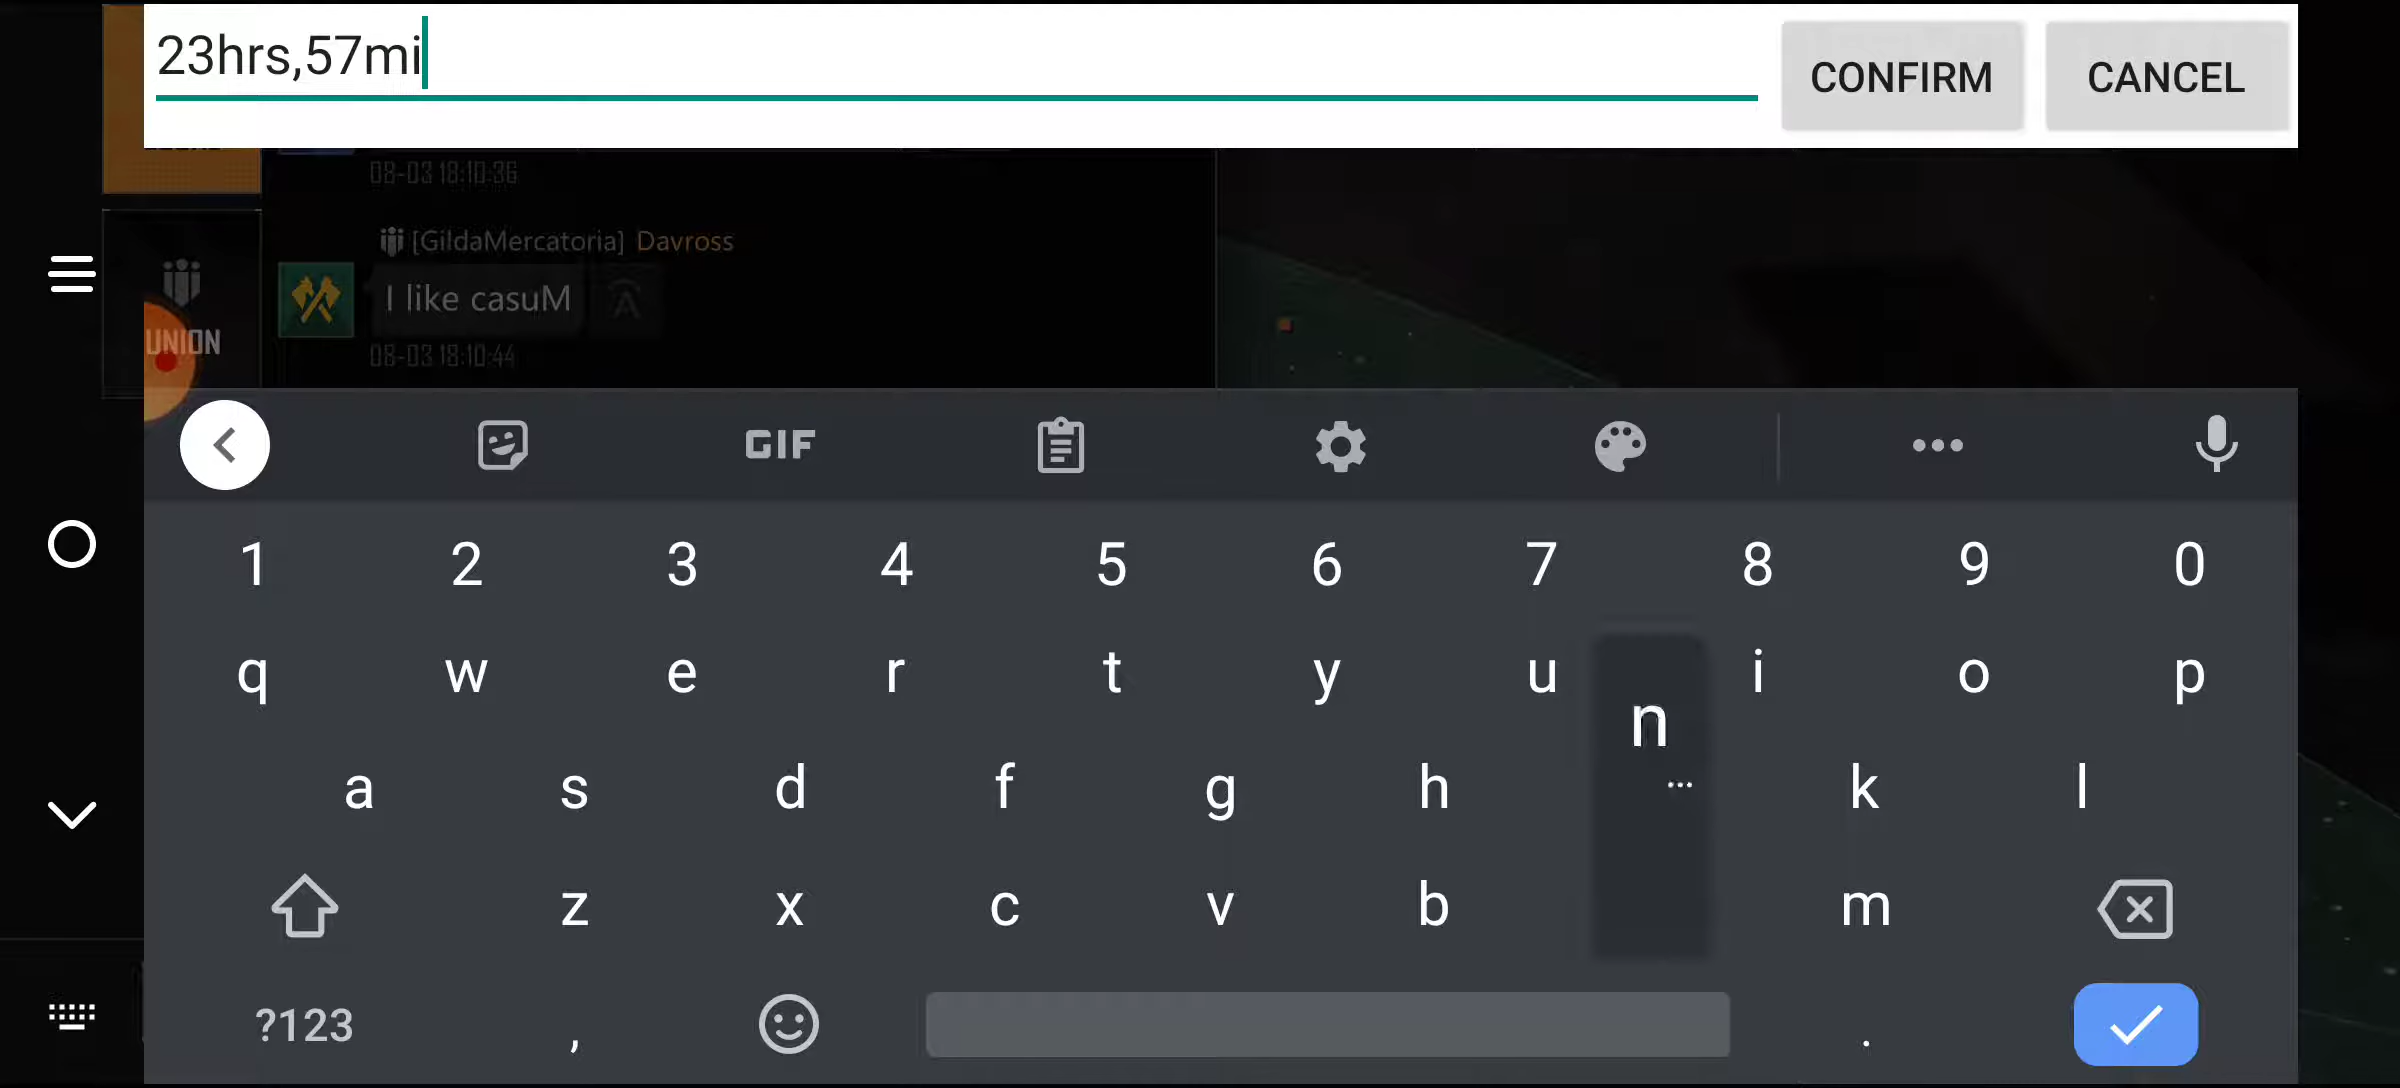 23hrs,57mi
CONFIRM
CANCEL
08-03 18:10:36
[GildaMercatoria] Davross
I like casuM
UNION
08-03 18:10:44
GIF
1 2 3 4 5 6 7 8 9 0
q w e r t y u i o p
n
...
a s d f g h k l
z x c v b m
?123 , .